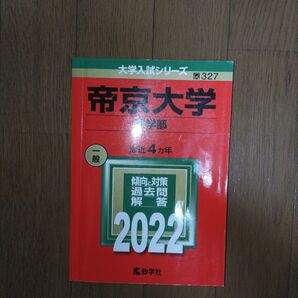 大学入試シリーズ
327
帝京大学
学部
最近4カ年
一般
傾向と対策
過去問
解答
2022
教学社